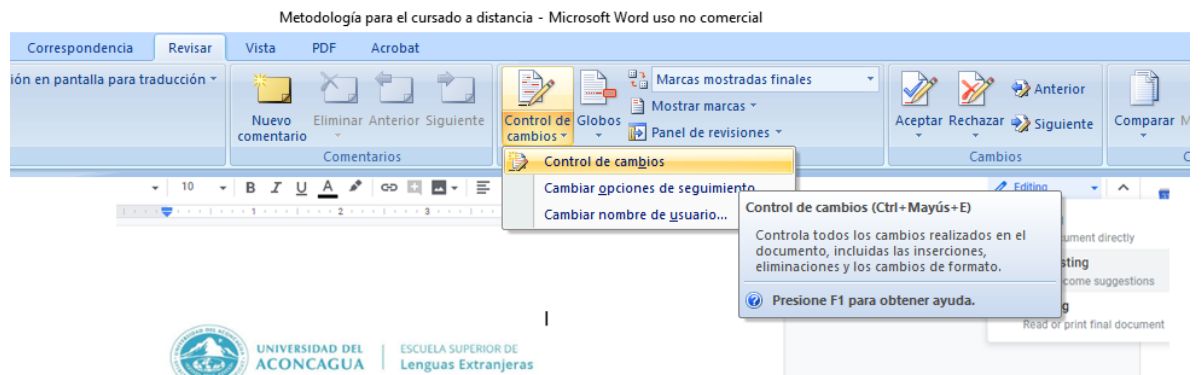 Metodología para el cursado a distancia - Microsoft Word uso no comercial
Correspondencia Revisar Vista PDF Acrobat
ión en pantalla para traducción
Nuevo comentario
Eliminar
Anterior
Siguiente
Comentarios
Control de cambios
Globos
Marcas mostradas finales
Mostrar marcas
Panel de revisiones
Aceptar
Rechazar
Anterior
Siguiente
Cambios
Comparar
Control de cambios
Cambiar opciones de seguimiento
Cambiar nombre de usuario...
Control de cambios (Ctrl+Mayús+E)
Controla todos los cambios realizados en el
documento, incluidas las inserciones,
eliminaciones y los cambios de formato.
Presione F1 para obtener ayuda.
10 B I U A
1 2 3
Editing
ument directly
sting
come suggestions
g
Read or print final document
UNIVERSIDAD DEL
ACONCAGUA
ESCUELA SUPERIOR DE
Lenguas Extranjeras